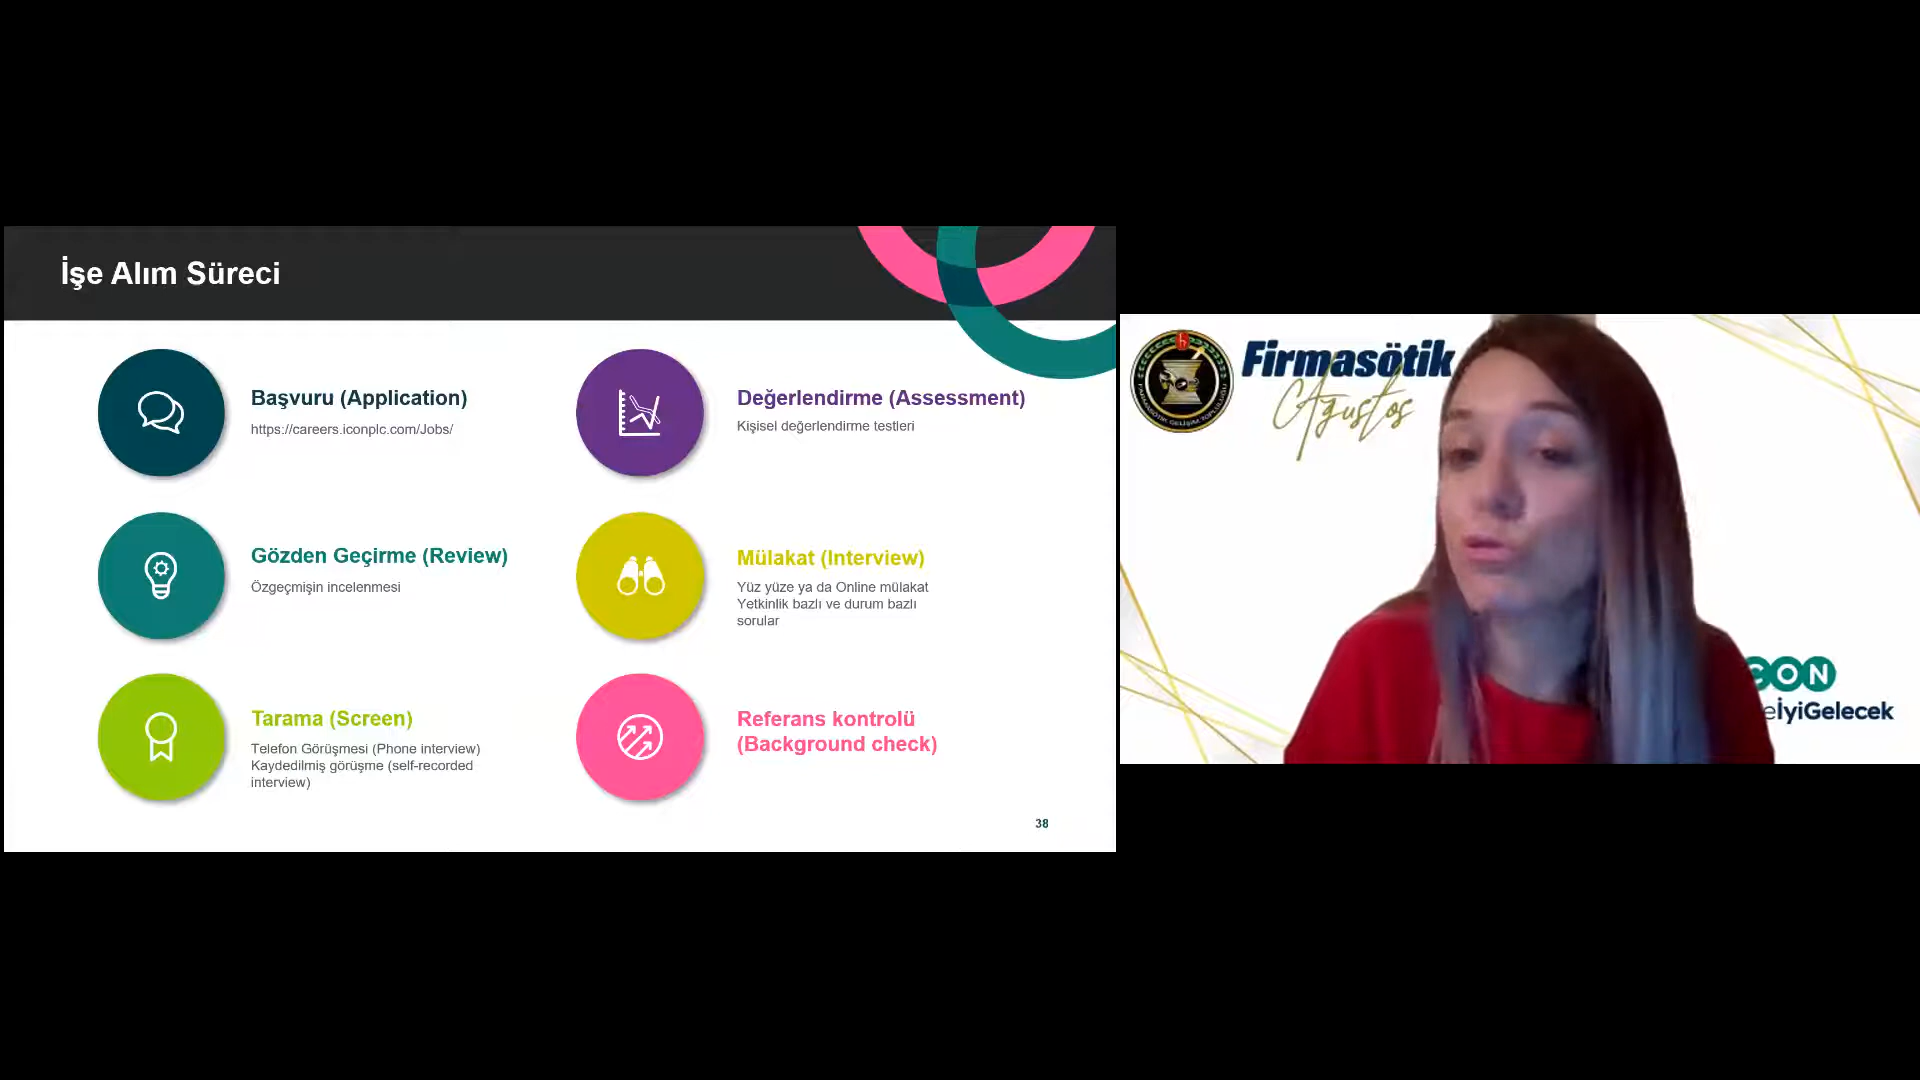 İşe Alım Süreci
Başvuru (Application)
https://careers.iconplc.com/Jobs/
Gözden Geçirme (Review)
Özgeçmişin incelenmesi
Tarama (Screen)
Telefon Görüşmesi (Phone interview)
Kaydedilmiş görüşme (self-recorded
interview)
Değerlendirme (Assessment)
Kişisel değerlendirme testleri
Mülakat (Interview)
Yüz yüze ya da Online mülakat
Yetkinlik bazlı ve durum bazlı
sorular
Referans kontrolü
(Background check)
38
Firmasötik
Ağustos
CON
eİyiGelecek